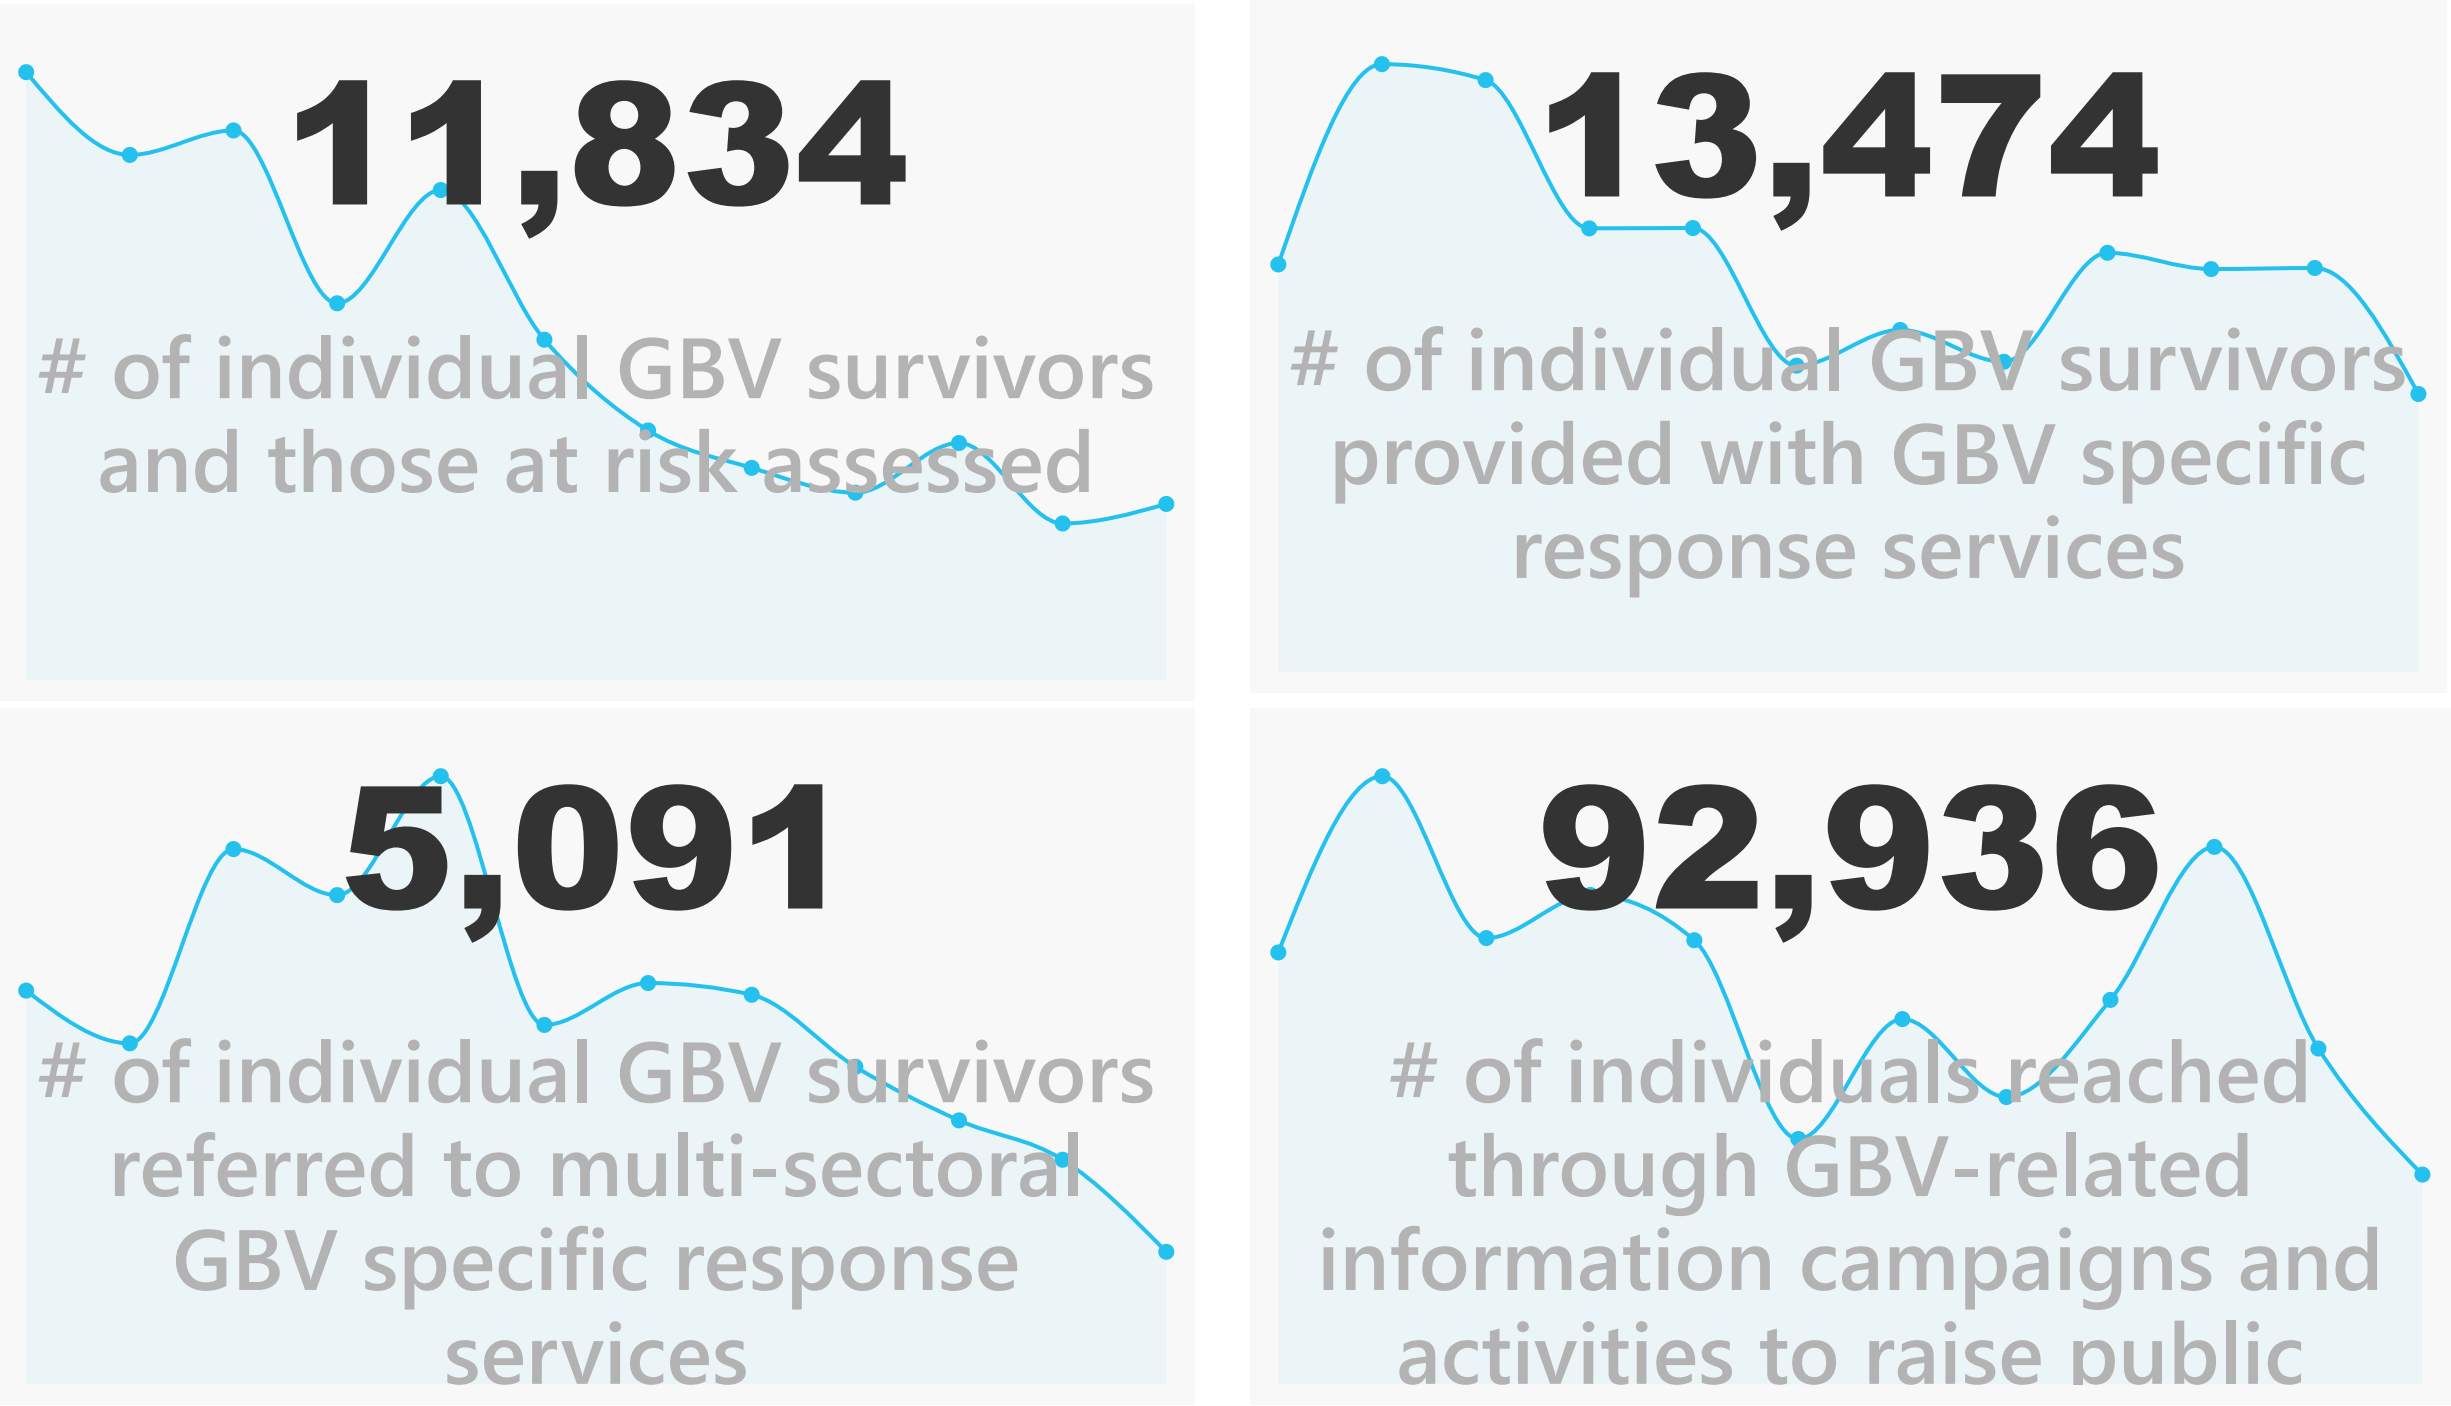 11,834
# of individual GBV survivors
and those at risk assessed
13,474
# of individual GBV survivors
provided with GBV specific
response services
5,091
# of individual GBV survivors
referred to multi-sectoral
GBV specific response
services
92,936
# of individuals reached
through GBV-related
information campaigns and
activities to raise public